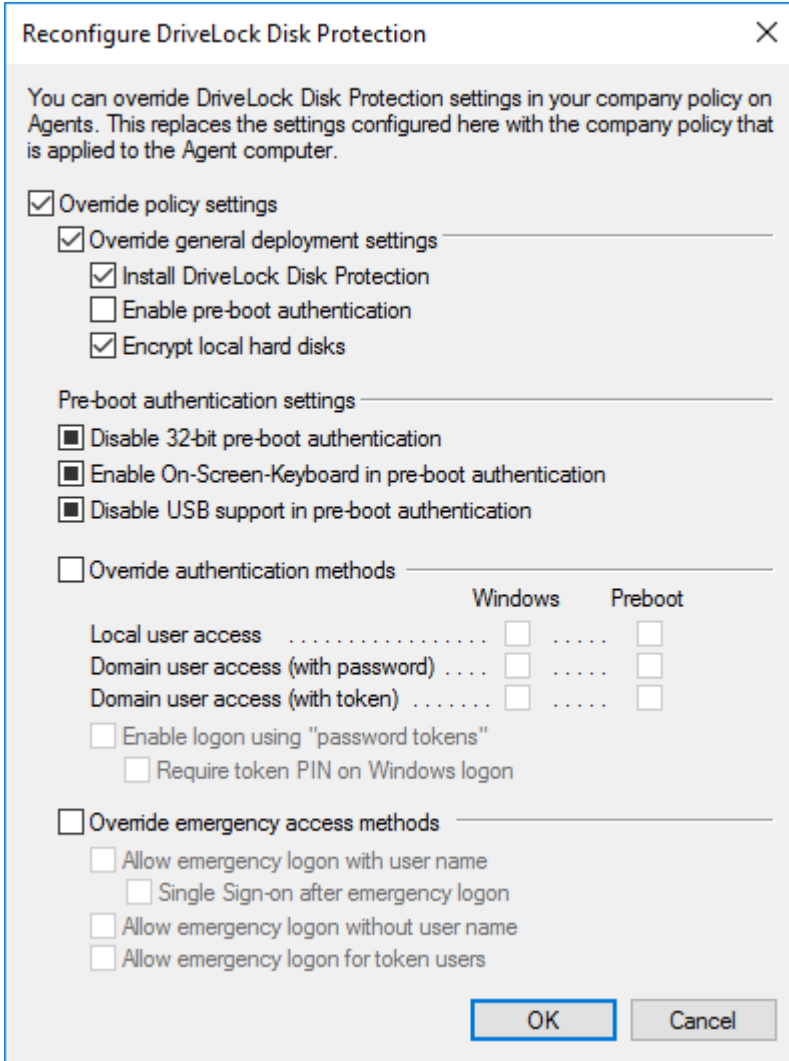 Reconfigure DriveLock Disk Protection
You can override DriveLock Disk Protection settings in your company policy on
Agents. This replaces the settings configured here with the company policy that
is applied to the Agent computer.
Override policy settings
Override general deployment settings
Install DriveLock Disk Protection
Enable pre-boot authentication
Encrypt local hard disks
Pre-boot authentication settings
Disable 32-bit pre-boot authentication
Enable On-Screen-Keyboard in pre-boot authentication
Disable USB support in pre-boot authentication
Override authentication methods
Windows Preboot
Local user access . . . . . . . . . . . . . . . . . . . . . .
Domain user access (with password) . . . . . . . . .
Domain user access (with token) . . . . . . . . . . . .
Enable logon using "password tokens"
Require token PIN on Windows logon
Override emergency access methods
Allow emergency logon with user name
Single Sign-on after emergency logon
Allow emergency logon without user name
Allow emergency logon for token users
OK Cancel